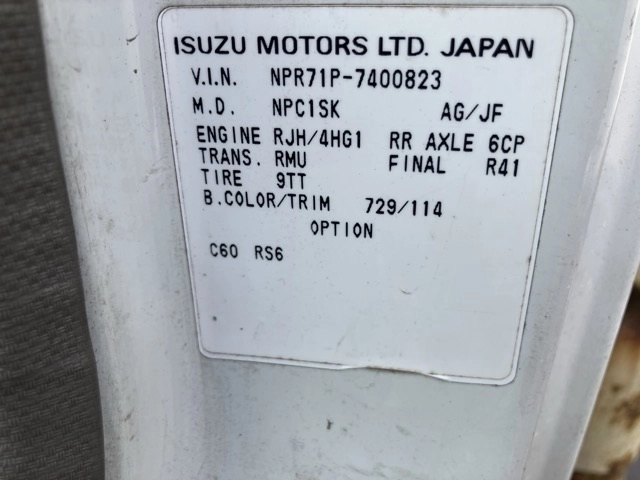 ISUZU MOTORS LTD. JAPAN
V.I.N. NPR71P-7400823
M.D. NPC1SK AG/JF
ENGINE RJH/4HG1 RR AXLE 6CP
TRANS. RMU FINAL R41
TIRE 9TT
B.COLOR/TRIM 729/114
OPTION
C60 RS6